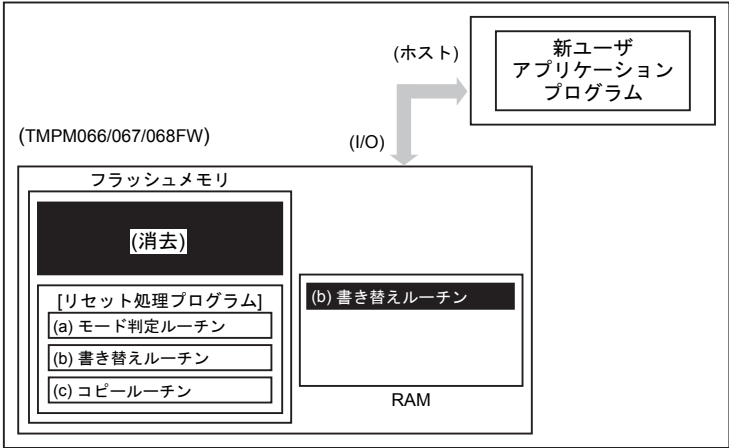 (ホスト)
新ユーザ
アプリケーション
プログラム
(TMPM066/067/068FW)
(I/O)
フラッシュメモリ
(消去)
[リセット処理プログラム]
(a) モード判定ルーチン
(b) 書き替えルーチン
(c) コピールーチン
(b) 書き替えルーチン
RAM